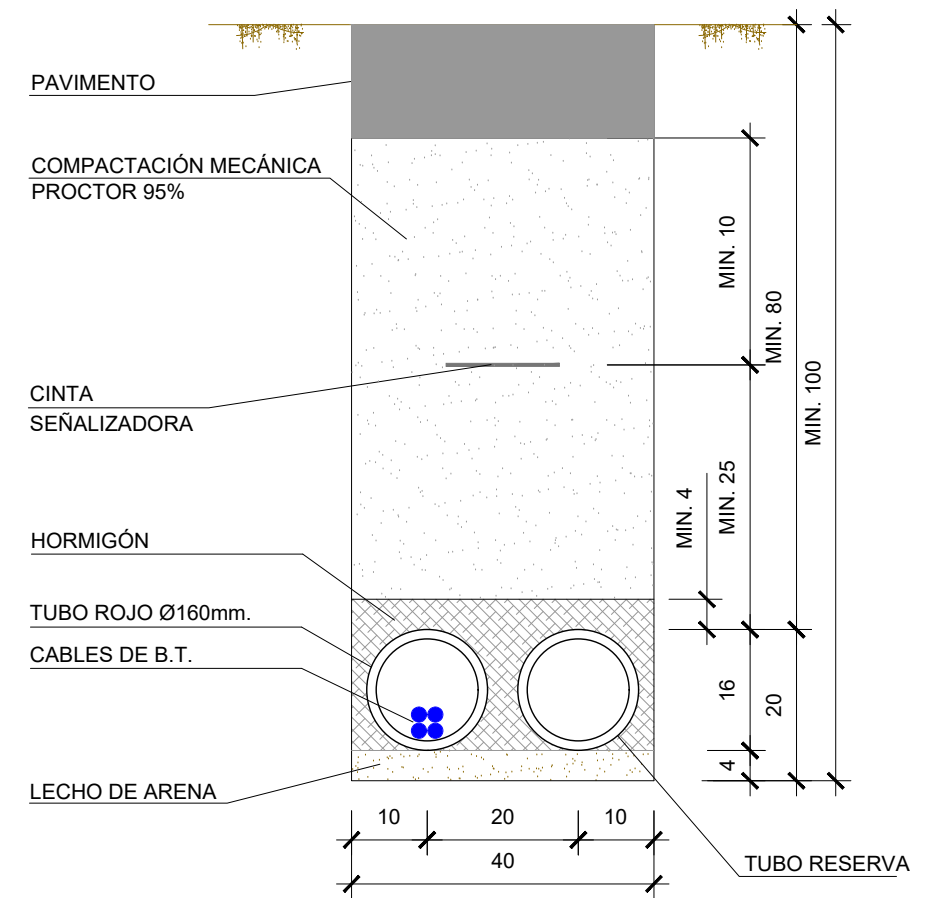 PAVIMENTO
COMPACTACIÓN MECÁNICA
PROCTOR 95%
CINTA
SEÑALIZADORA
HORMIGÓN
TUBO ROJO Ø160mm.
CABLES DE B.T.
LECHO DE ARENA
TUBO RESERVA
MIN. 10
MIN. 80
MIN. 100
MIN. 4
MIN. 25
16
20
4
10
20
10
40